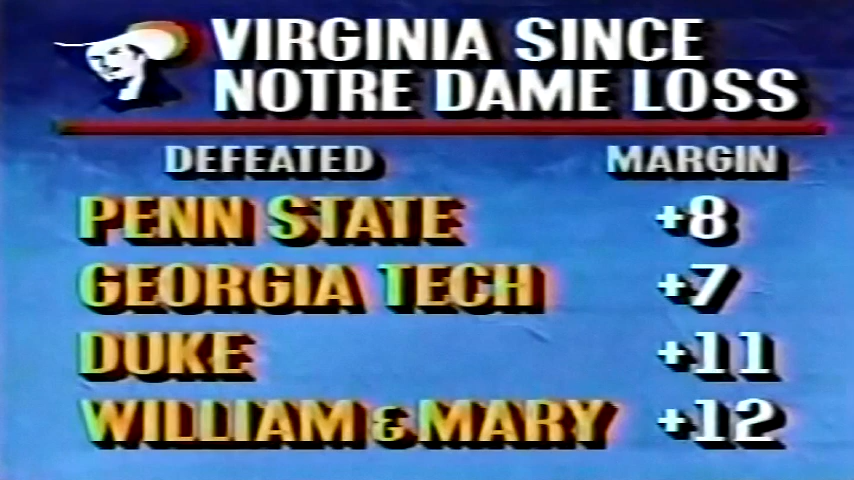 VIRGINIA SINCE
NOTRE DAME LOSS
DEFEATED MARGIN
PENN STATE +8
GEORGIA TECH +7
DUKE +11
WILLIAM & MARY +12